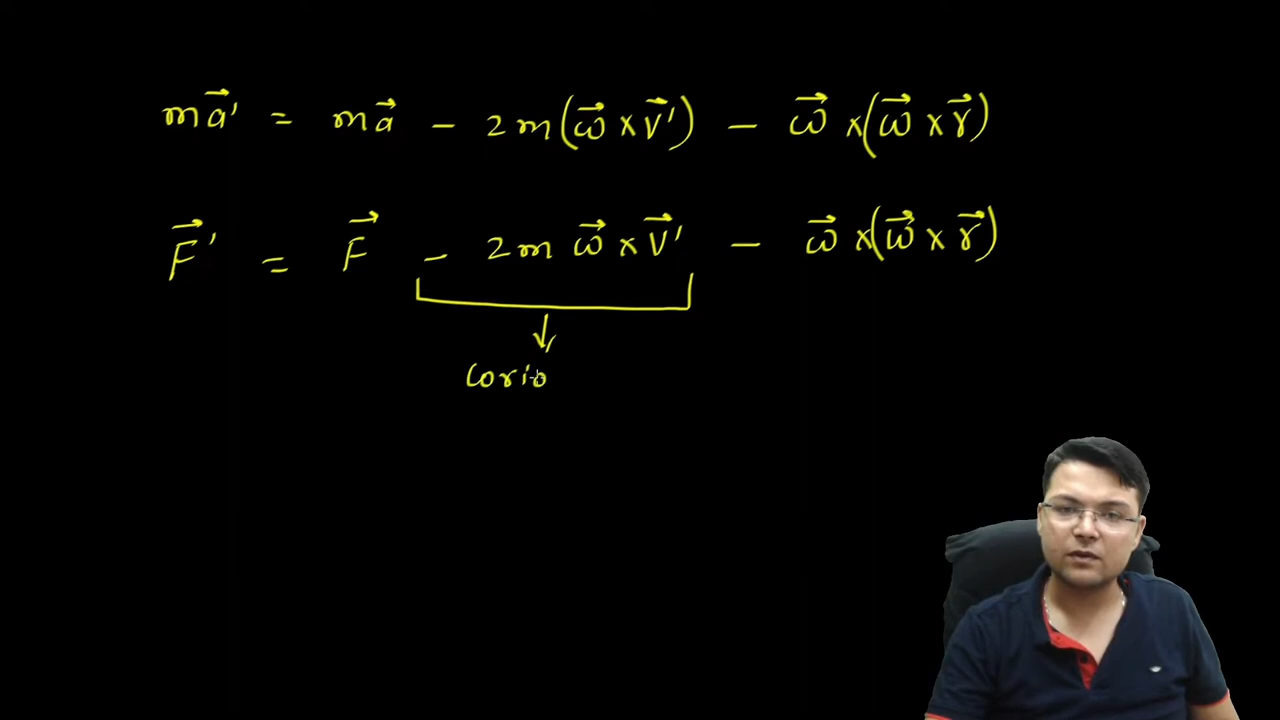 ma⃗' = ma⃗ - 2m(ω⃗ × v⃗') - ω⃗ × (ω⃗ × r⃗)
F⃗' = F⃗ - 2m ω⃗ × v⃗' - ω⃗ × (ω⃗ × r⃗)
Corio